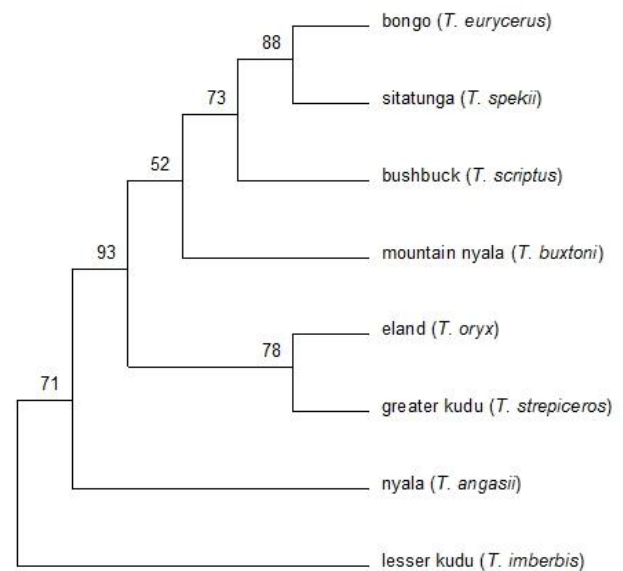 bongo (T. eurycerus)
88
sitatunga (T. spekii)
73
bushbuck (T. scriptus)
52
mountain nyala (T. buxtoni)
93
eland (T. oryx)
78
greater kudu (T. strepiceros)
71
nyala (T. angasii)
lesser kudu (T. imberbis)